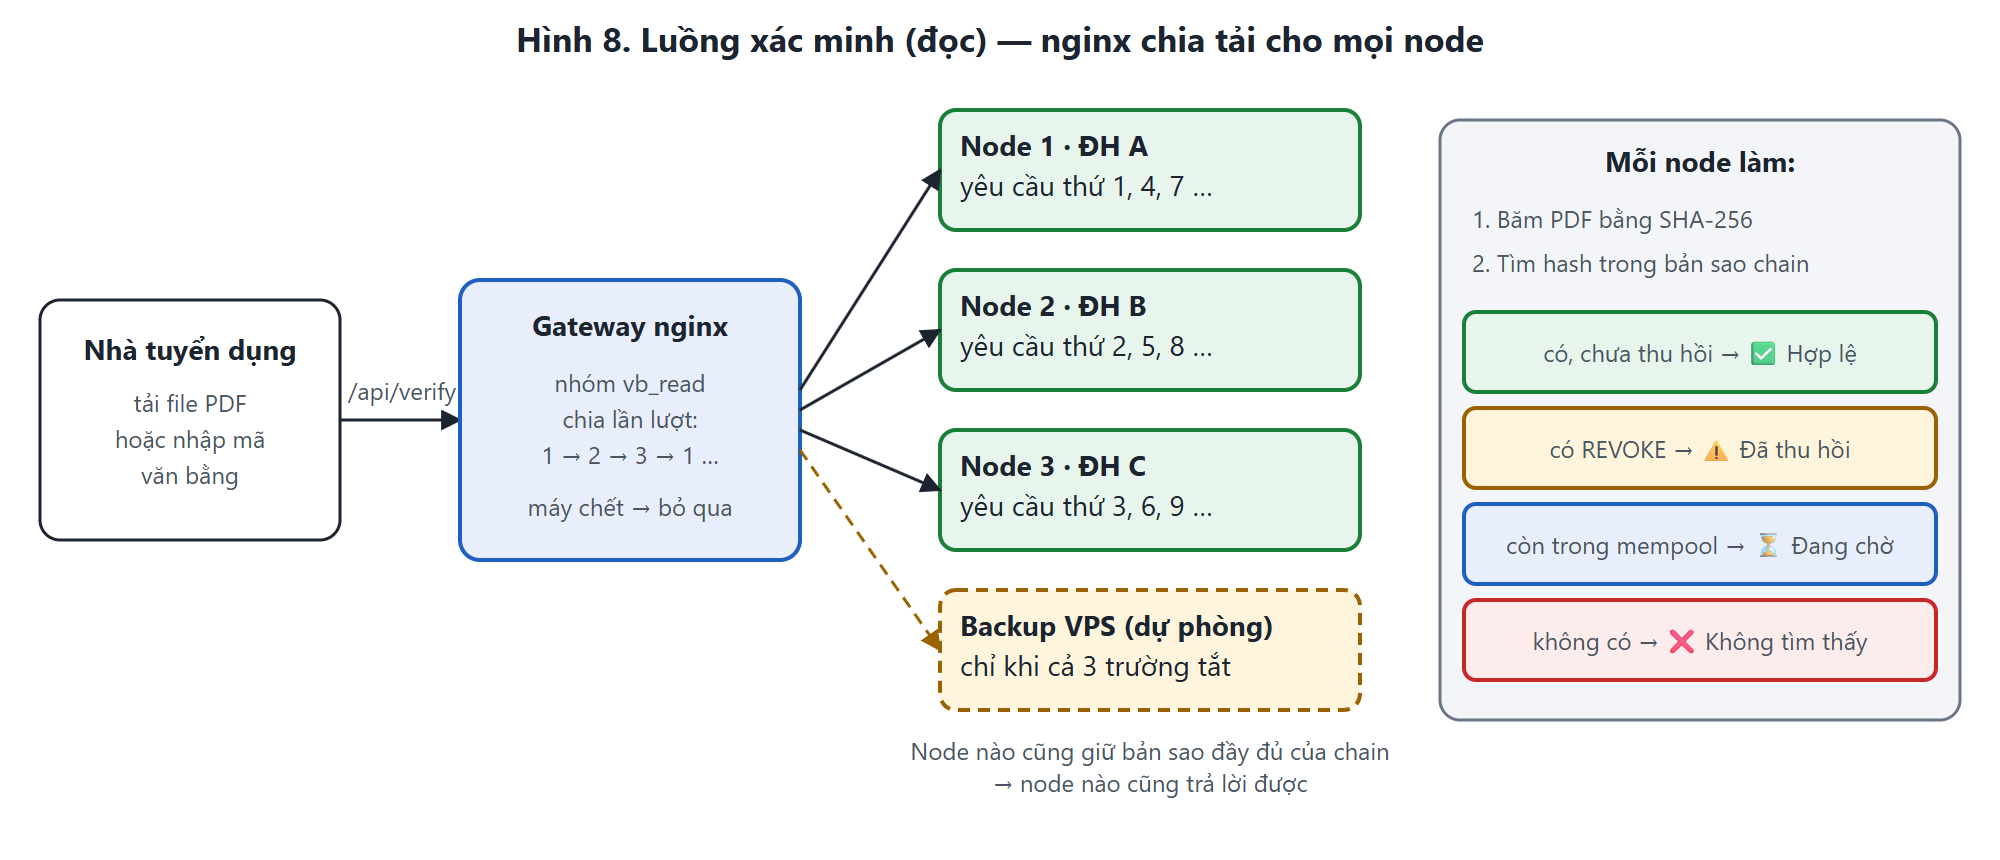 Hình 8. Luồng xác minh (đọc) — nginx chia tải cho mọi node
Nhà tuyển dụng
tải file PDF
hoặc nhập mã
văn bằng
/api/verify
Gateway nginx
nhóm vb_read
chia lần lượt:
1 → 2 → 3 → 1 ...
máy chết → bỏ qua
Node 1 · ĐH A
yêu cầu thứ 1, 4, 7 ...
Node 2 · ĐH B
yêu cầu thứ 2, 5, 8 ...
Node 3 · ĐH C
yêu cầu thứ 3, 6, 9 ...
Backup VPS (dự phòng)
chỉ khi cả 3 trường tắt
Node nào cũng giữ bản sao đầy đủ của chain
→ node nào cũng trả lời được
Mỗi node làm:
1. Băm PDF bằng SHA-256
2. Tìm hash trong bản sao chain
có, chưa thu hồi → ✅ Hợp lệ
có REVOKE → ⚠️ Đã thu hồi
còn trong mempool → ⏳ Đang chờ
không có → ❌ Không tìm thấy